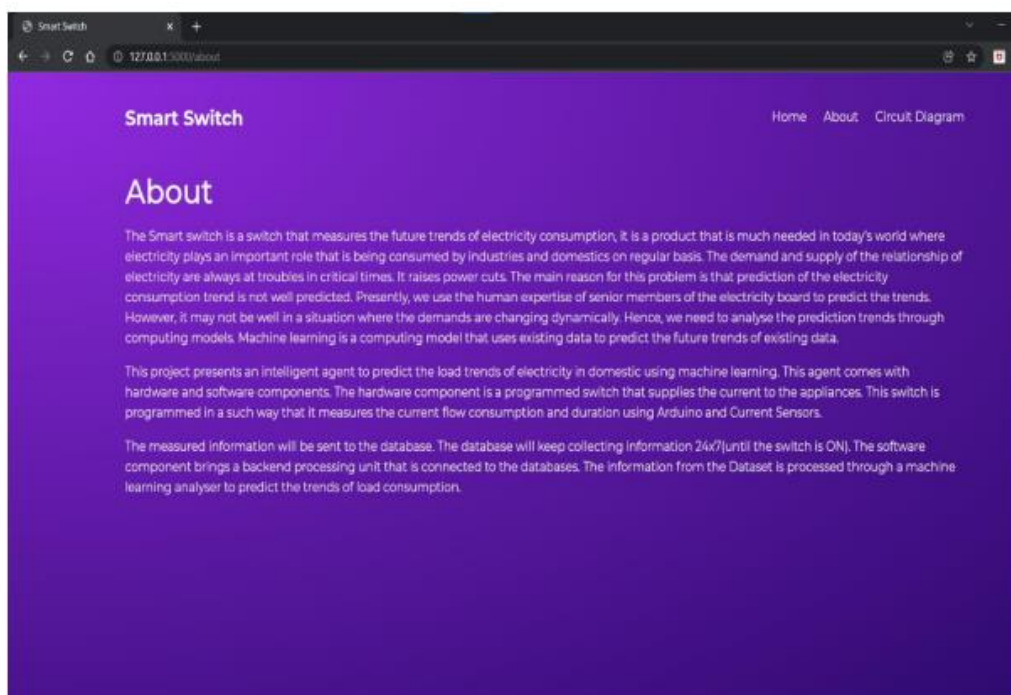 Smart Switch
127.0.0.1:5000/about
Smart Switch
Home About Circuit Diagram
About
The Smart switch is a switch that measures the future trends of electricity consumption, it is a product that is much needed in today's world where
electricity plays an important role that is being consumed by industries and domestics on regular basis. The demand and supply of the relationship of
electricity are always at troubles in critical times. It raises power cuts. The main reason for this problem is that prediction of the electricity
consumption trend is not well predicted. Presently, we use the human expertise of senior members of the electricity board to predict the trends.
However, it may not be well in a situation where the demands are changing dynamically. Hence, we need to analyse the prediction trends through
computing models. Machine learning is a computing model that uses existing data to predict the future trends of existing data.
This project presents an intelligent agent to predict the load trends of electricity in domestic using machine learning. This agent comes with
hardware and software components. The hardware component is a programmed switch that supplies the current to the appliances. This switch is
programmed in a such way that it measures the current flow consumption and duration using Arduino and Current Sensors.
The measured information will be sent to the database. The database will keep collecting information 24x7(until the switch is ON). The software
component brings a backend processing unit that is connected to the databases. The information from the Dataset is processed through a machine
learning analyser to predict the trends of load consumption.